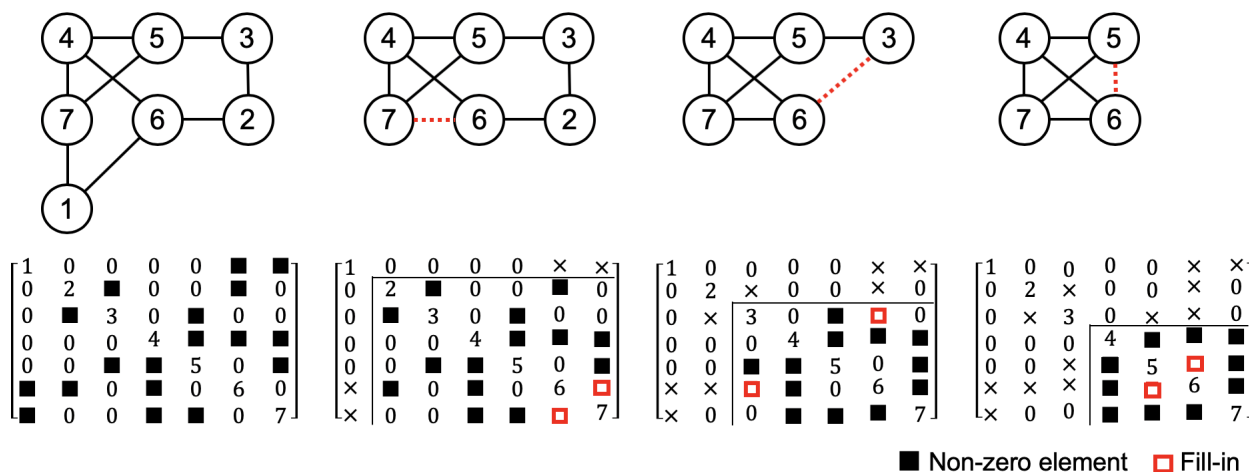 4 5 3 4 5 3 4 5 3 4 5
7 6 2 7 6 2 7 6 7 6
1
1 0 0 0 0 ■ ■
0 2 ■ 0 0 ■ 0
0 ■ 3 0 ■ 0 0
0 0 0 4 ■ ■ ■
0 0 ■ ■ 5 0 ■
■ ■ 0 ■ 0 6 0
■ 0 0 ■ ■ 0 7
1 0 0 0 0 × ×
0 2 ■ 0 0 ■ 0
0 ■ 3 0 ■ 0 0
0 0 0 4 ■ ■ ■
0 0 ■ ■ 5 0 ■
× ■ 0 ■ 0 6 □
× 0 0 ■ ■ □ 7
1 0 0 0 0 × ×
0 2 × 0 0 × 0
0 × 3 0 ■ □ 0
0 0 0 4 ■ ■ ■
0 0 ■ ■ 5 0 ■
× × □ ■ 0 6 ■
× 0 0 ■ ■ ■ 7
1 0 0 0 0 × ×
0 2 × 0 0 × 0
0 × 3 0 × × 0
0 0 0 4 ■ ■ ■
0 0 × ■ 5 □ ■
× × × ■ □ 6 ■
× 0 0 ■ ■ ■ 7
■ Non-zero element □ Fill-in